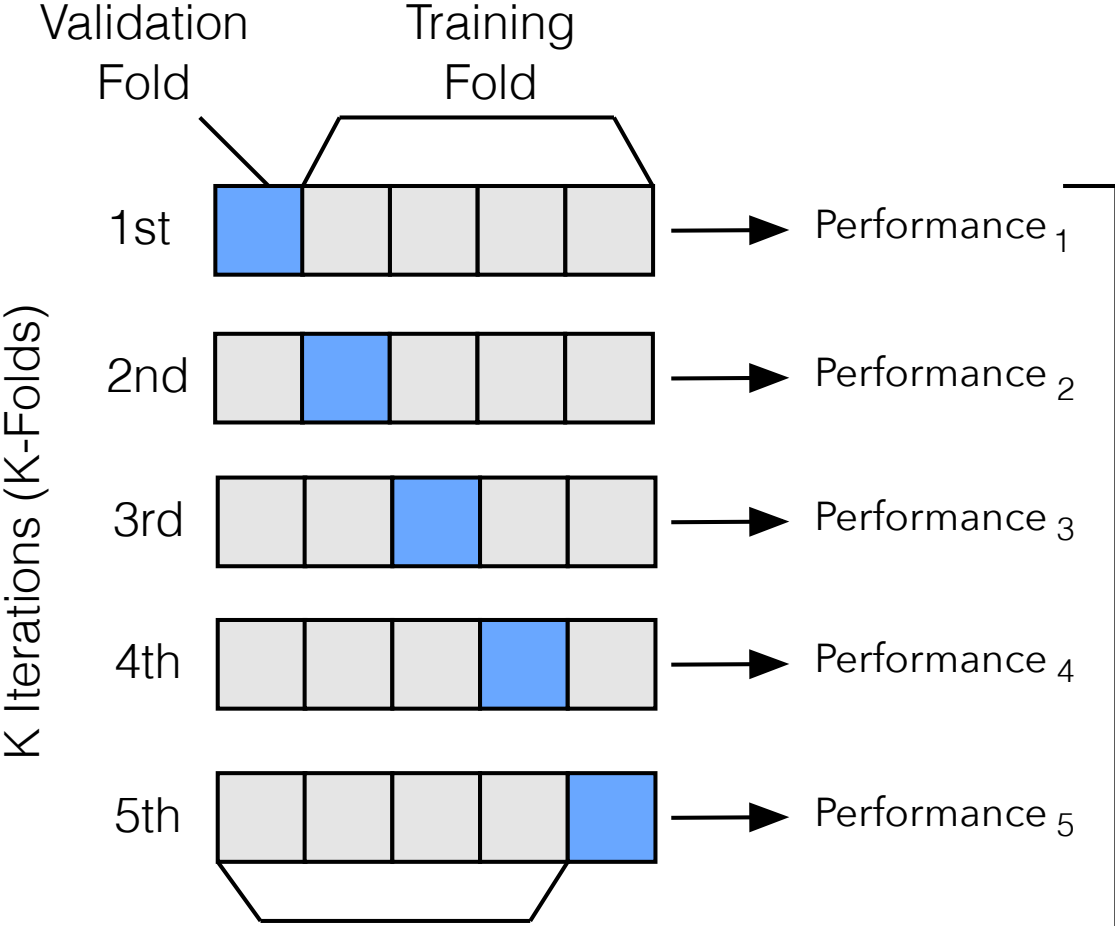 Validation
Fold
Training
Fold
K Iterations (K-Folds)
1st
Performance 1
2nd
Performance 2
3rd
Performance 3
4th
Performance 4
5th
Performance 5